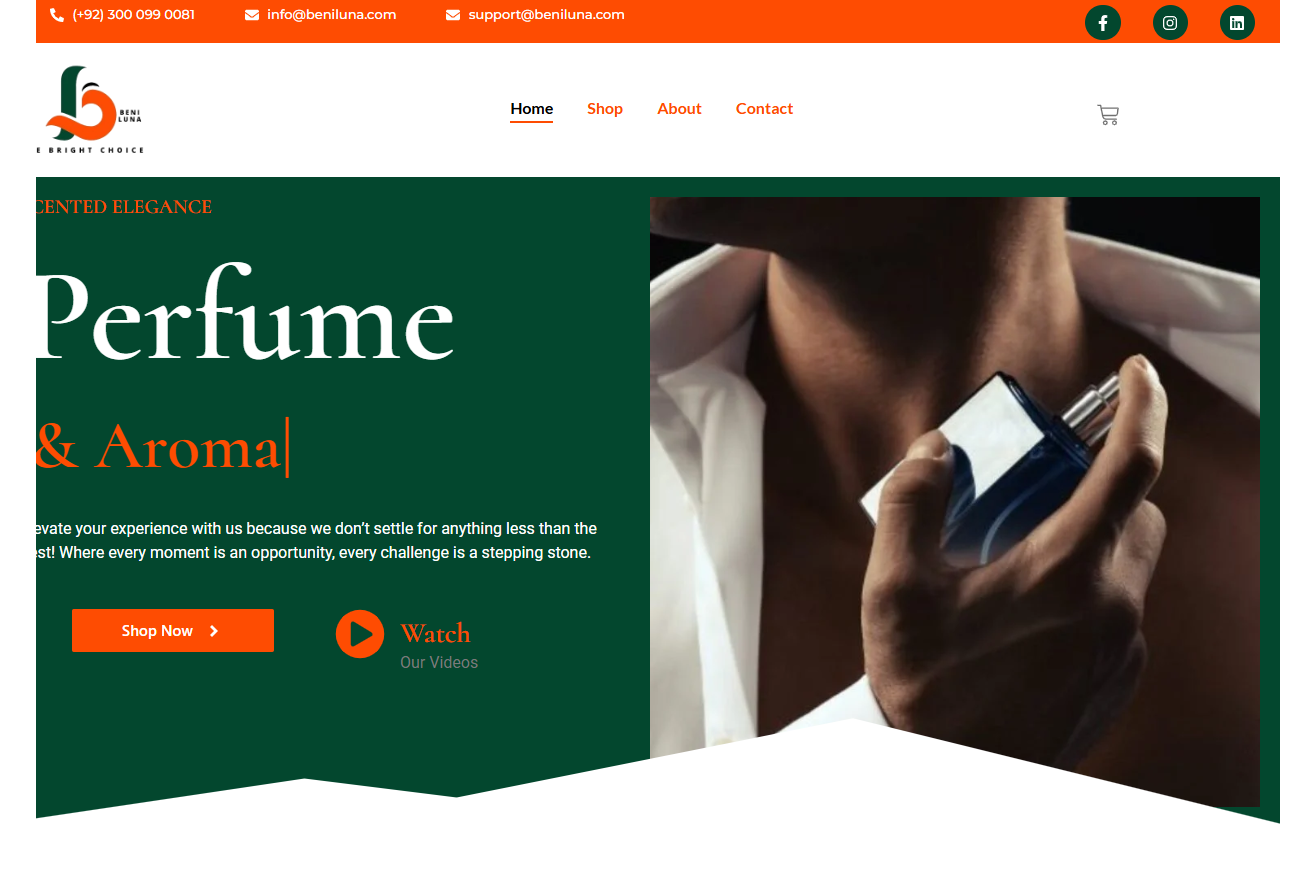 (+92) 300 099 0081
info@beniluna.com
support@beniluna.com
BENI
LUNA
E BRIGHT CHOICE
Home
Shop
About
Contact
CENTED ELEGANCE
Perfume
& Aroma
evate your experience with us because we don’t settle for anything less than the
est! Where every moment is an opportunity, every challenge is a stepping stone.
Shop Now
Watch
Our Videos